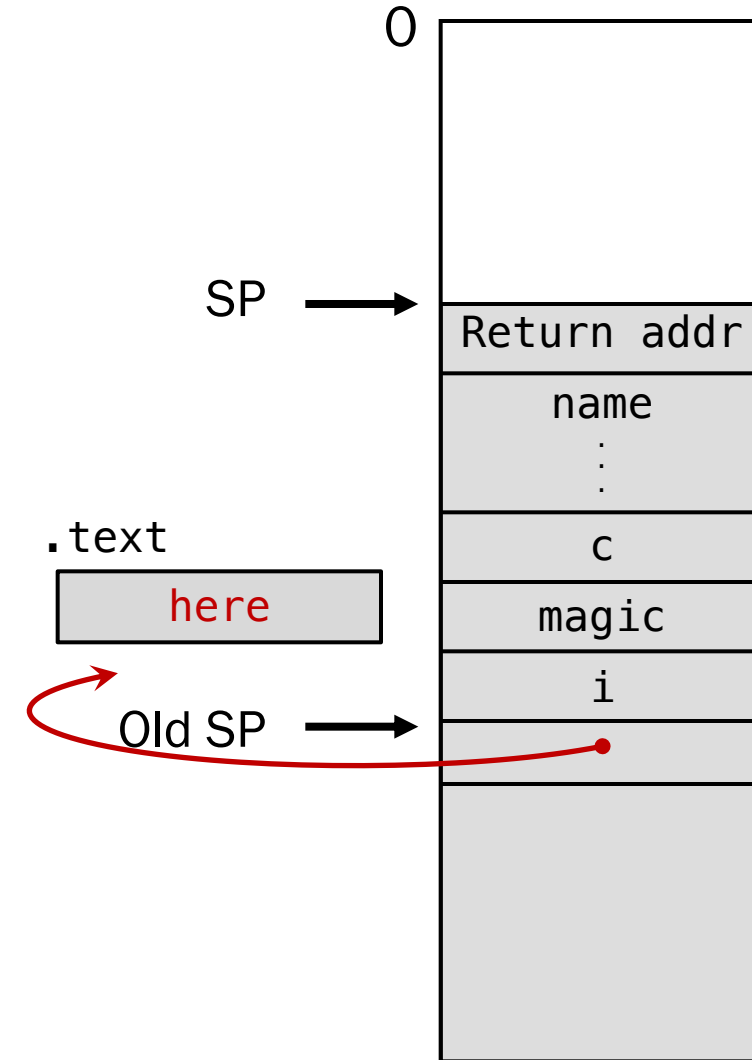 0
SP
Return addr
name
.
.
.
.text
c
here
magic
i
Old SP